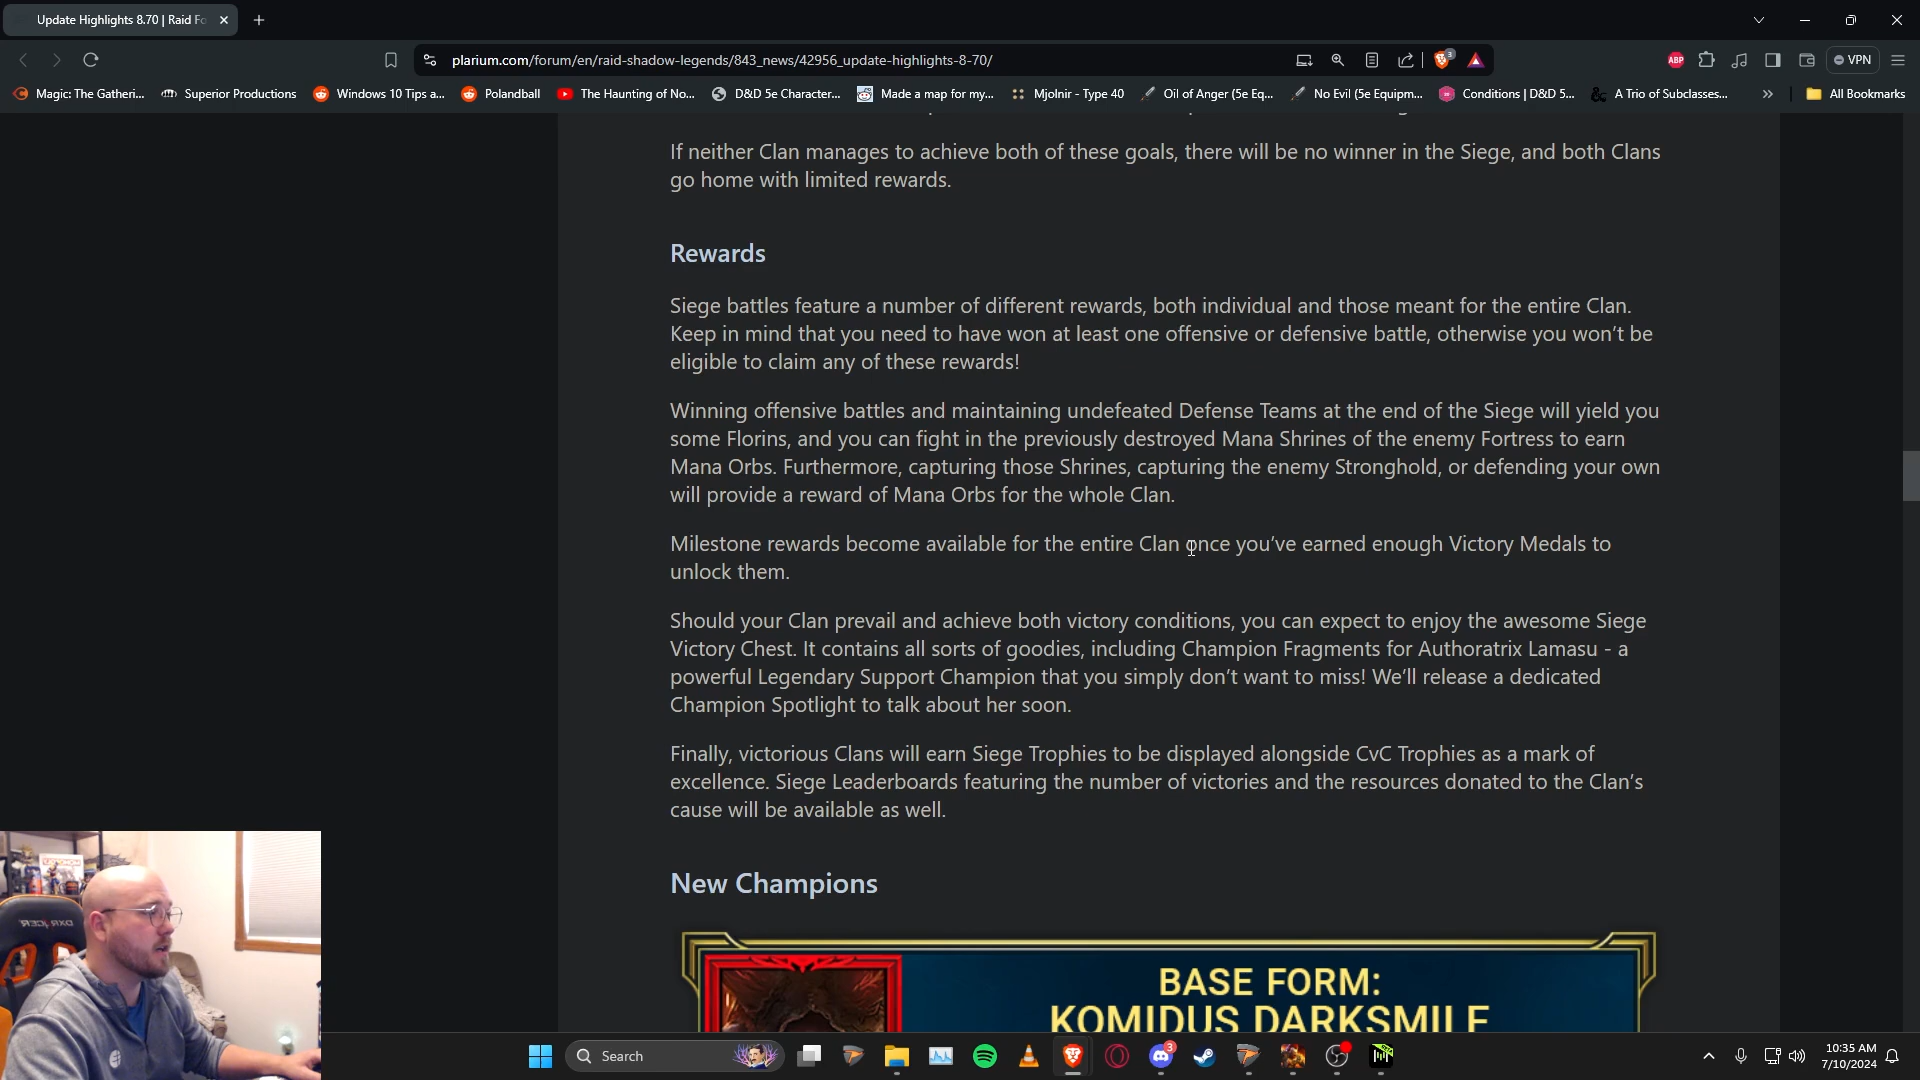 Update Highlights 8.70 | Raid Fo
plarium.com/forum/en/raid-shadow-legends/843_news/42956_update-highlights-8-70/
3
ABP
VPN
Magic: The Gatheri...
Superior Productions
Windows 10 Tips a...
Polandball
The Haunting of No...
D&D 5e Character...
Made a map for my...
Mjolnir - Type 40
Oil of Anger (5e Eq...
No Evil (5e Equipm...
Conditions | D&D 5...
A Trio of Subclasses...
All Bookmarks
If neither Clan manages to achieve both of these goals, there will be no winner in the Siege, and both Clans
go home with limited rewards.
Rewards
Siege battles feature a number of different rewards, both individual and those meant for the entire Clan.
Keep in mind that you need to have won at least one offensive or defensive battle, otherwise you won't be
eligible to claim any of these rewards!
Winning offensive battles and maintaining undefeated Defense Teams at the end of the Siege will yield you
some Florins, and you can fight in the previously destroyed Mana Shrines of the enemy Fortress to earn
Mana Orbs. Furthermore, capturing those Shrines, capturing the enemy Stronghold, or defending your own
will provide a reward of Mana Orbs for the whole Clan.
Milestone rewards become available for the entire Clan once you've earned enough Victory Medals to
unlock them.
Should your Clan prevail and achieve both victory conditions, you can expect to enjoy the awesome Siege
Victory Chest. It contains all sorts of goodies, including Champion Fragments for Authoratrix Lamasu - a
powerful Legendary Support Champion that you simply don't want to miss! We'll release a dedicated
Champion Spotlight to talk about her soon.
Finally, victorious Clans will earn Siege Trophies to be displayed alongside CvC Trophies as a mark of
excellence. Siege Leaderboards featuring the number of victories and the resources donated to the Clan's
cause will be available as well.
New Champions
BASE FORM:
KOMIDUS DARKSMILE
Search
3
10:35 AM
7/10/2024